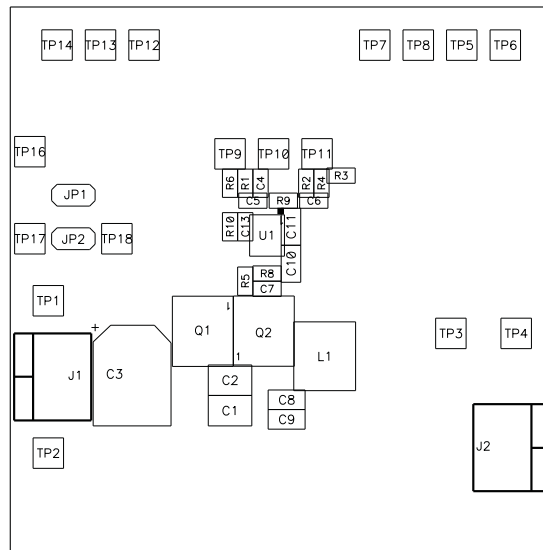 TP14 TP13 TP12 TP7 TP8 TP5 TP6
TP16 TP9 TP10 TP11
R6 R1 C4 R2 R4 R3
JP1 C5 R9 C6
TP17 JP2 TP18 R10 C13 U1 C11
C10
R5 R8
C7
TP1
+ 1
Q1 Q2 TP3 TP4
1
J1 C3 L1
C2
C1 C8
C9
TP2 J2